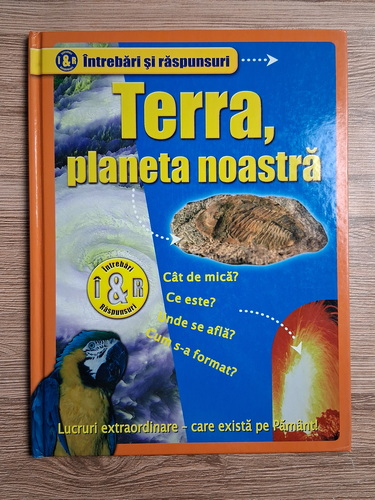 Î&R Întrebări și răspunsuri
Terra,
planeta noastră
Cât de mică?
Ce este?
Unde se află?
Cum s-a format?
Întrebări
Î&R
Răspunsuri
Lucruri extraordinare – care există pe Pământ!